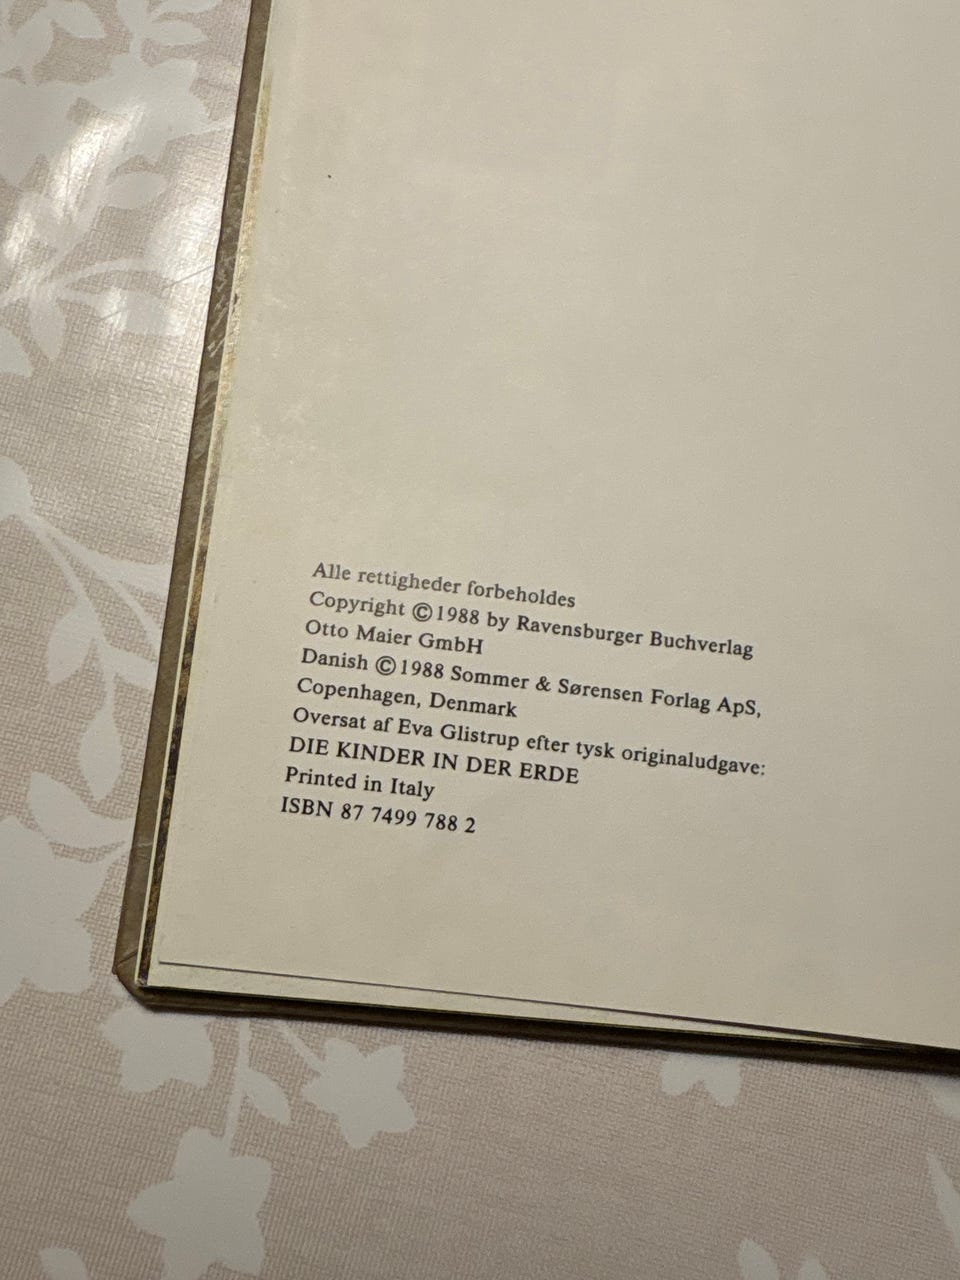 Alle rettigheder forbeholdes
Copyright ©1988 by Ravensburger Buchverlag
Otto Maier GmbH
Danish ©1988 Sommer & Sørensen Forlag ApS,
Copenhagen, Denmark
Oversat af Eva Glistrup efter tysk originaludgave:
DIE KINDER IN DER ERDE
Printed in Italy
ISBN 87 7499 788 2